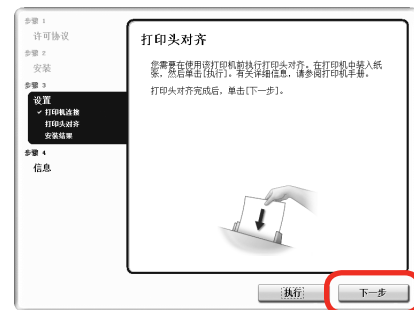 步骤 1
许可协议
步骤 2
安装
步骤 3
设置
✓ 打印机连接
打印头对齐
安装结果
步骤 4
信息
打印头对齐
您需要在使用该打印机前执行打印头对齐。在打印机中装入纸
张，然后单击[执行]。有关详细信息，请参阅打印机手册。
打印头对齐完成后，单击[下一步]。
执行
下一步